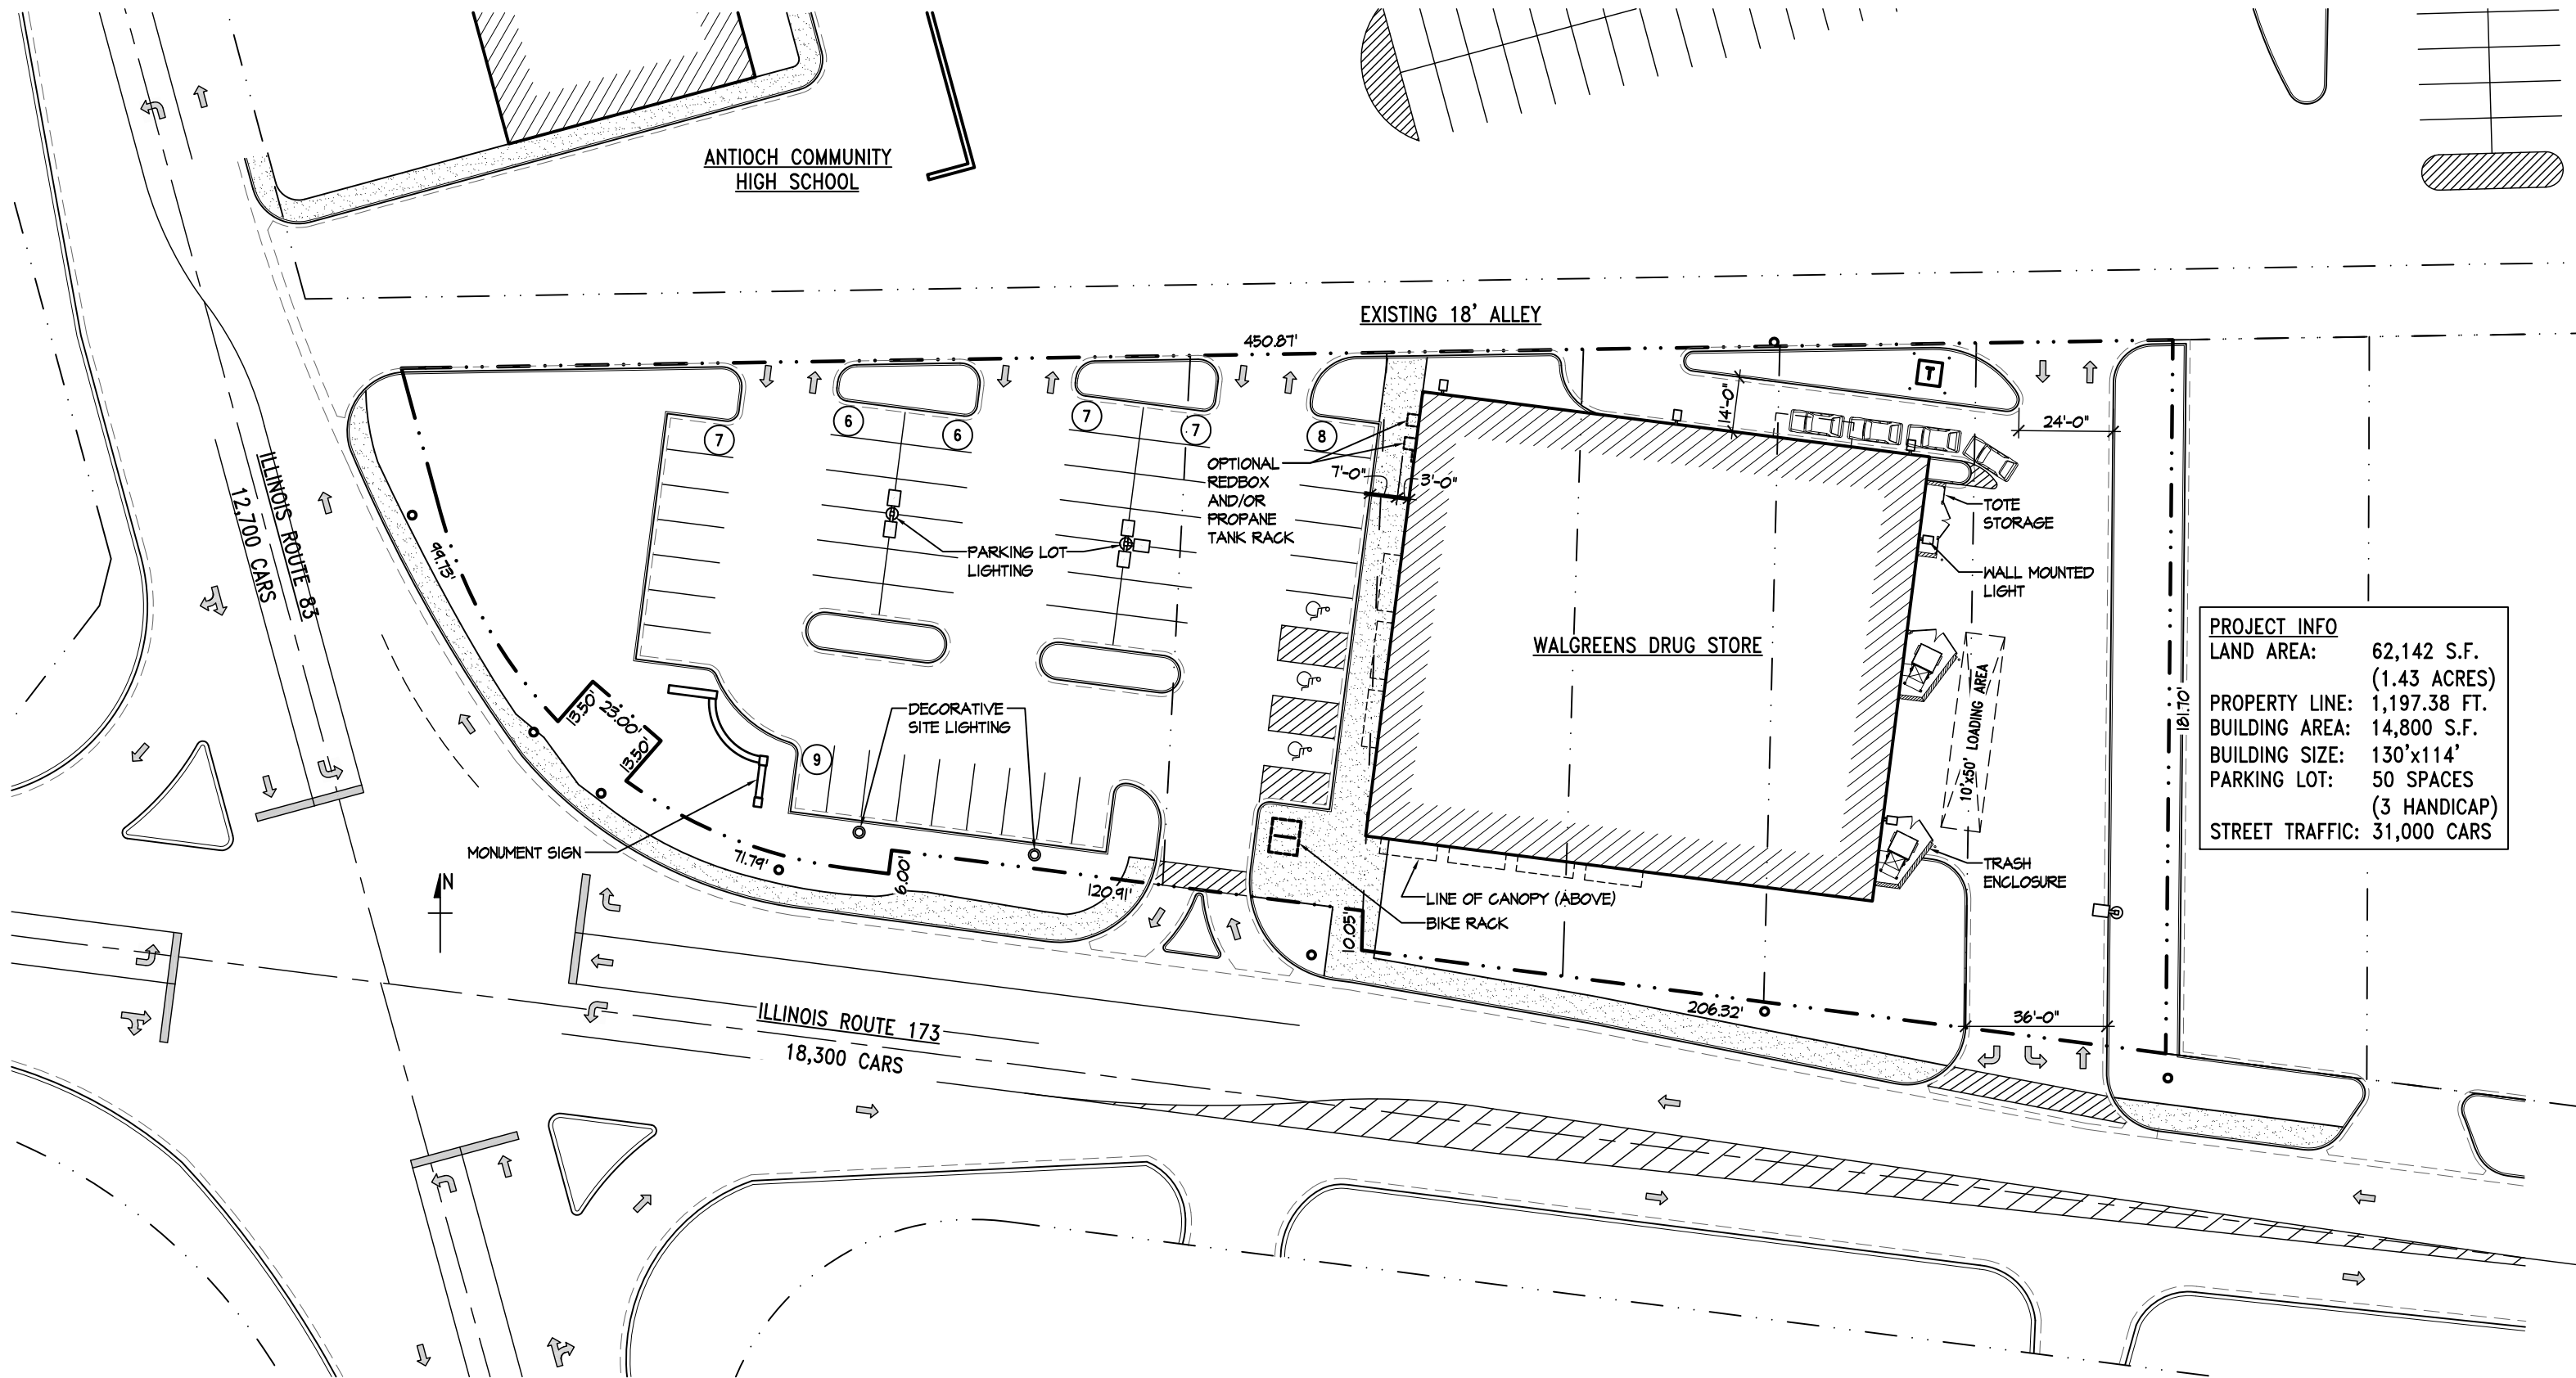 ANTIOCH COMMUNITY
HIGH SCHOOL
EXISTING 18' ALLEY
450.87'
T
7
6
6
7
7
8
14'-0"
24'-0"
OPTIONAL
REDBOX
AND/OR
PROPANE
TANK RACK
7'-0"
3'-0"
ILLINOIS ROUTE 83
12,700 CARS
99.73'
PARKING LOT
LIGHTING
TOTE
STORAGE
WALL MOUNTED
LIGHT
WALGREENS DRUG STORE
10'x50' LOADING AREA
181.70'
PROJECT INFO
LAND AREA: 62,142 S.F.
(1.43 ACRES)
PROPERTY LINE: 1,197.38 FT.
BUILDING AREA: 14,800 S.F.
BUILDING SIZE: 130'x114'
PARKING LOT: 50 SPACES
(3 HANDICAP)
STREET TRAFFIC: 31,000 CARS
13.50'
23.00'
13.50'
DECORATIVE
SITE LIGHTING
9
MONUMENT SIGN
71.79'
6.00'
120.91'
N
LINE OF CANOPY (ABOVE)
BIKE RACK
10.05'
TRASH
ENCLOSURE
206.32'
36'-0"
ILLINOIS ROUTE 173
18,300 CARS